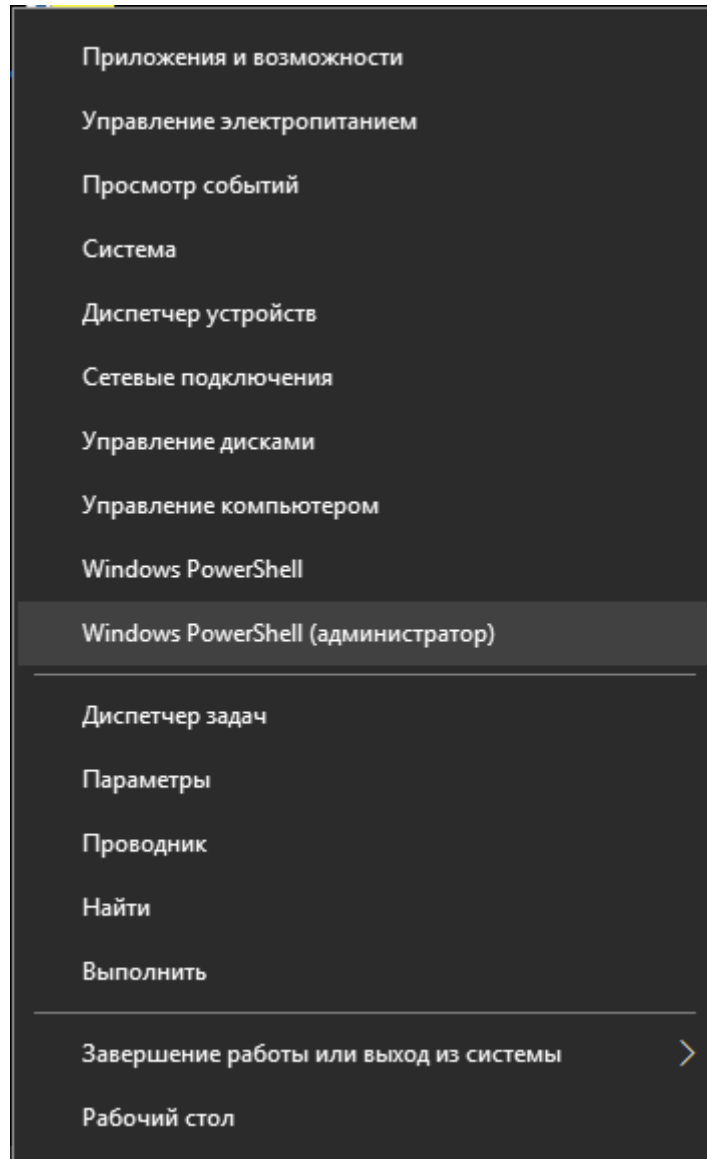 Приложения и возможности
Управление электропитанием
Просмотр событий
Система
Диспетчер устройств
Сетевые подключения
Управление дисками
Управление компьютером
Windows PowerShell
Windows PowerShell (администратор)
Диспетчер задач
Параметры
Проводник
Найти
Выполнить
Завершение работы или выход из системы
Рабочий стол